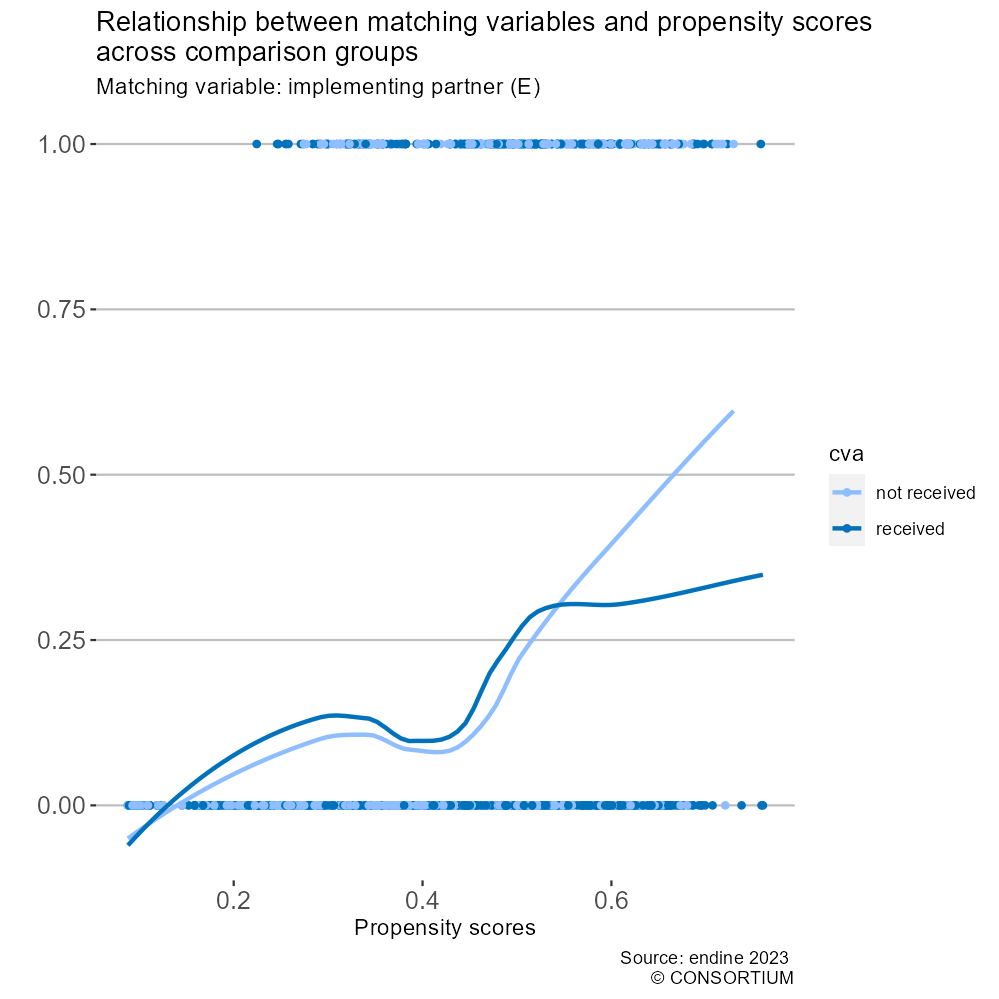 Relationship between matching variables and propensity scores
across comparison groups
Matching variable: implementing partner (E)
1.00
0.75
0.50
0.25
0.00
0.2 0.4 0.6
Propensity scores
cva
not received
received
Source: endine 2023
© CONSORTIUM